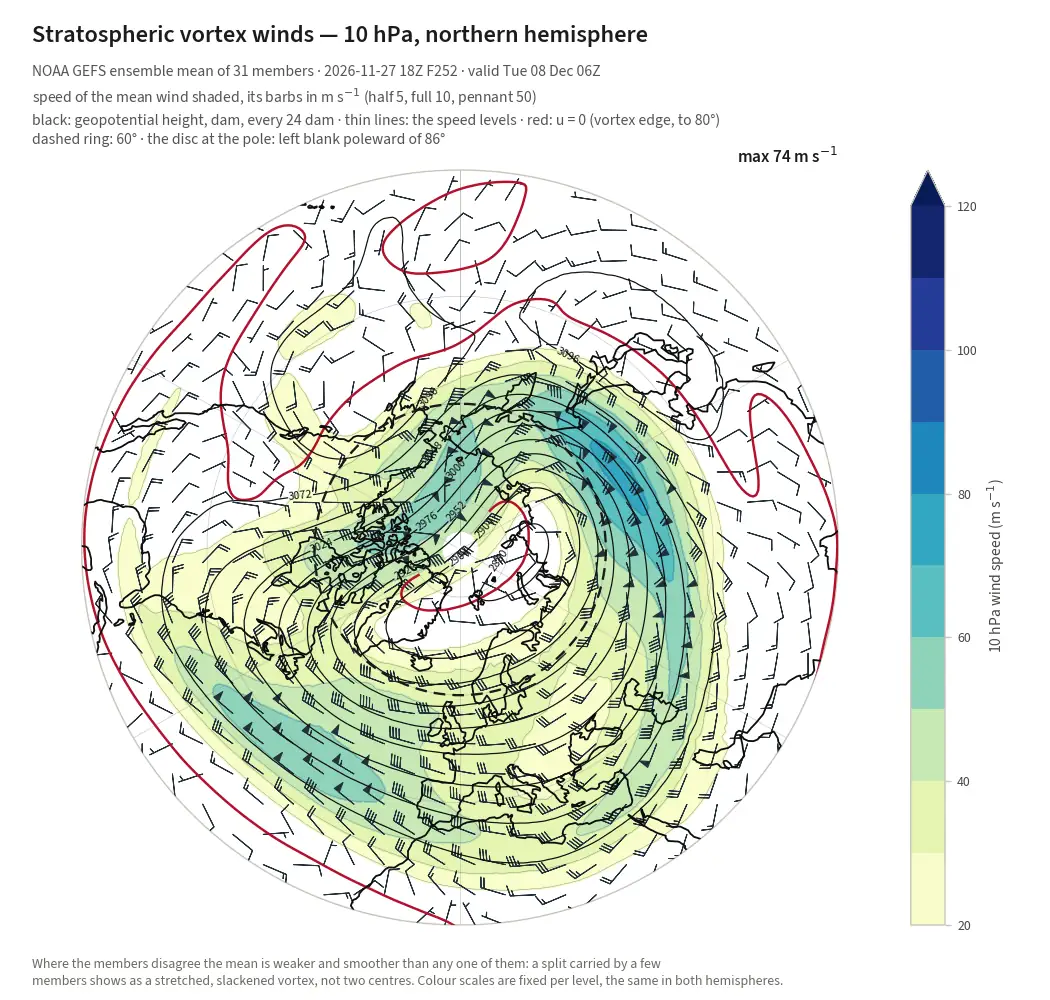 Stratospheric vortex winds — 10 hPa, northern hemisphere
NOAA GEFS ensemble mean of 31 members · 2026-11-27 18Z F252 · valid Tue 08 Dec 06Z
speed of the mean wind shaded, its barbs in m s⁻¹ (half 5, full 10, pennant 50)
black: geopotential height, dam, every 24 dam · thin lines: the speed levels · red: u = 0 (vortex edge, to 80°)
dashed ring: 60° · the disc at the pole: left blank poleward of 86°
max 74 m s⁻¹
120
100
80
60
40
20
10 hPa wind speed (m s⁻¹)
3096
3072
3000
2976
2952
3024
Where the members disagree the mean is weaker and smoother than any one of them: a split carried by a few
members shows as a stretched, slackened vortex, not two centres. Colour scales are fixed per level, the same in both hemispheres.